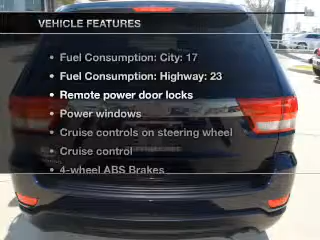 VEHICLE FEATURES
• Fuel Consumption: City: 17
• Fuel Consumption: Highway: 23
• Remote power door locks
• Power windows
• Cruise controls on steering wheel
• Cruise control
• 4-wheel ABS Brakes